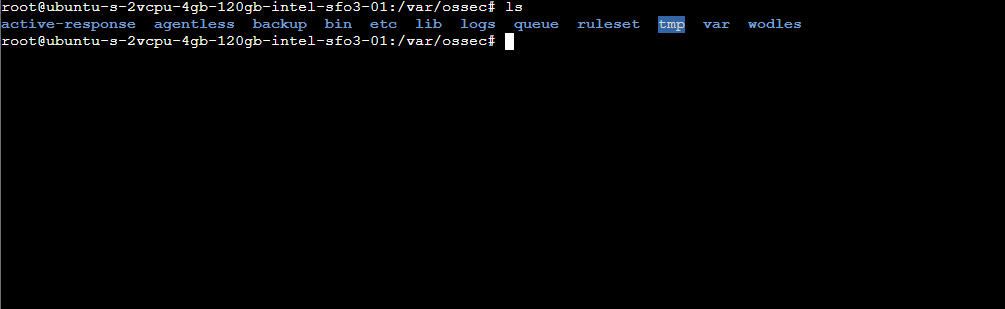 root@ubuntu-s-2vcpu-4gb-120gb-intel-sfo3-01:/var/ossec# ls
active-response  agentless  backup  bin  etc  lib  logs  queue  ruleset  tmp  var  wodles
root@ubuntu-s-2vcpu-4gb-120gb-intel-sfo3-01:/var/ossec#